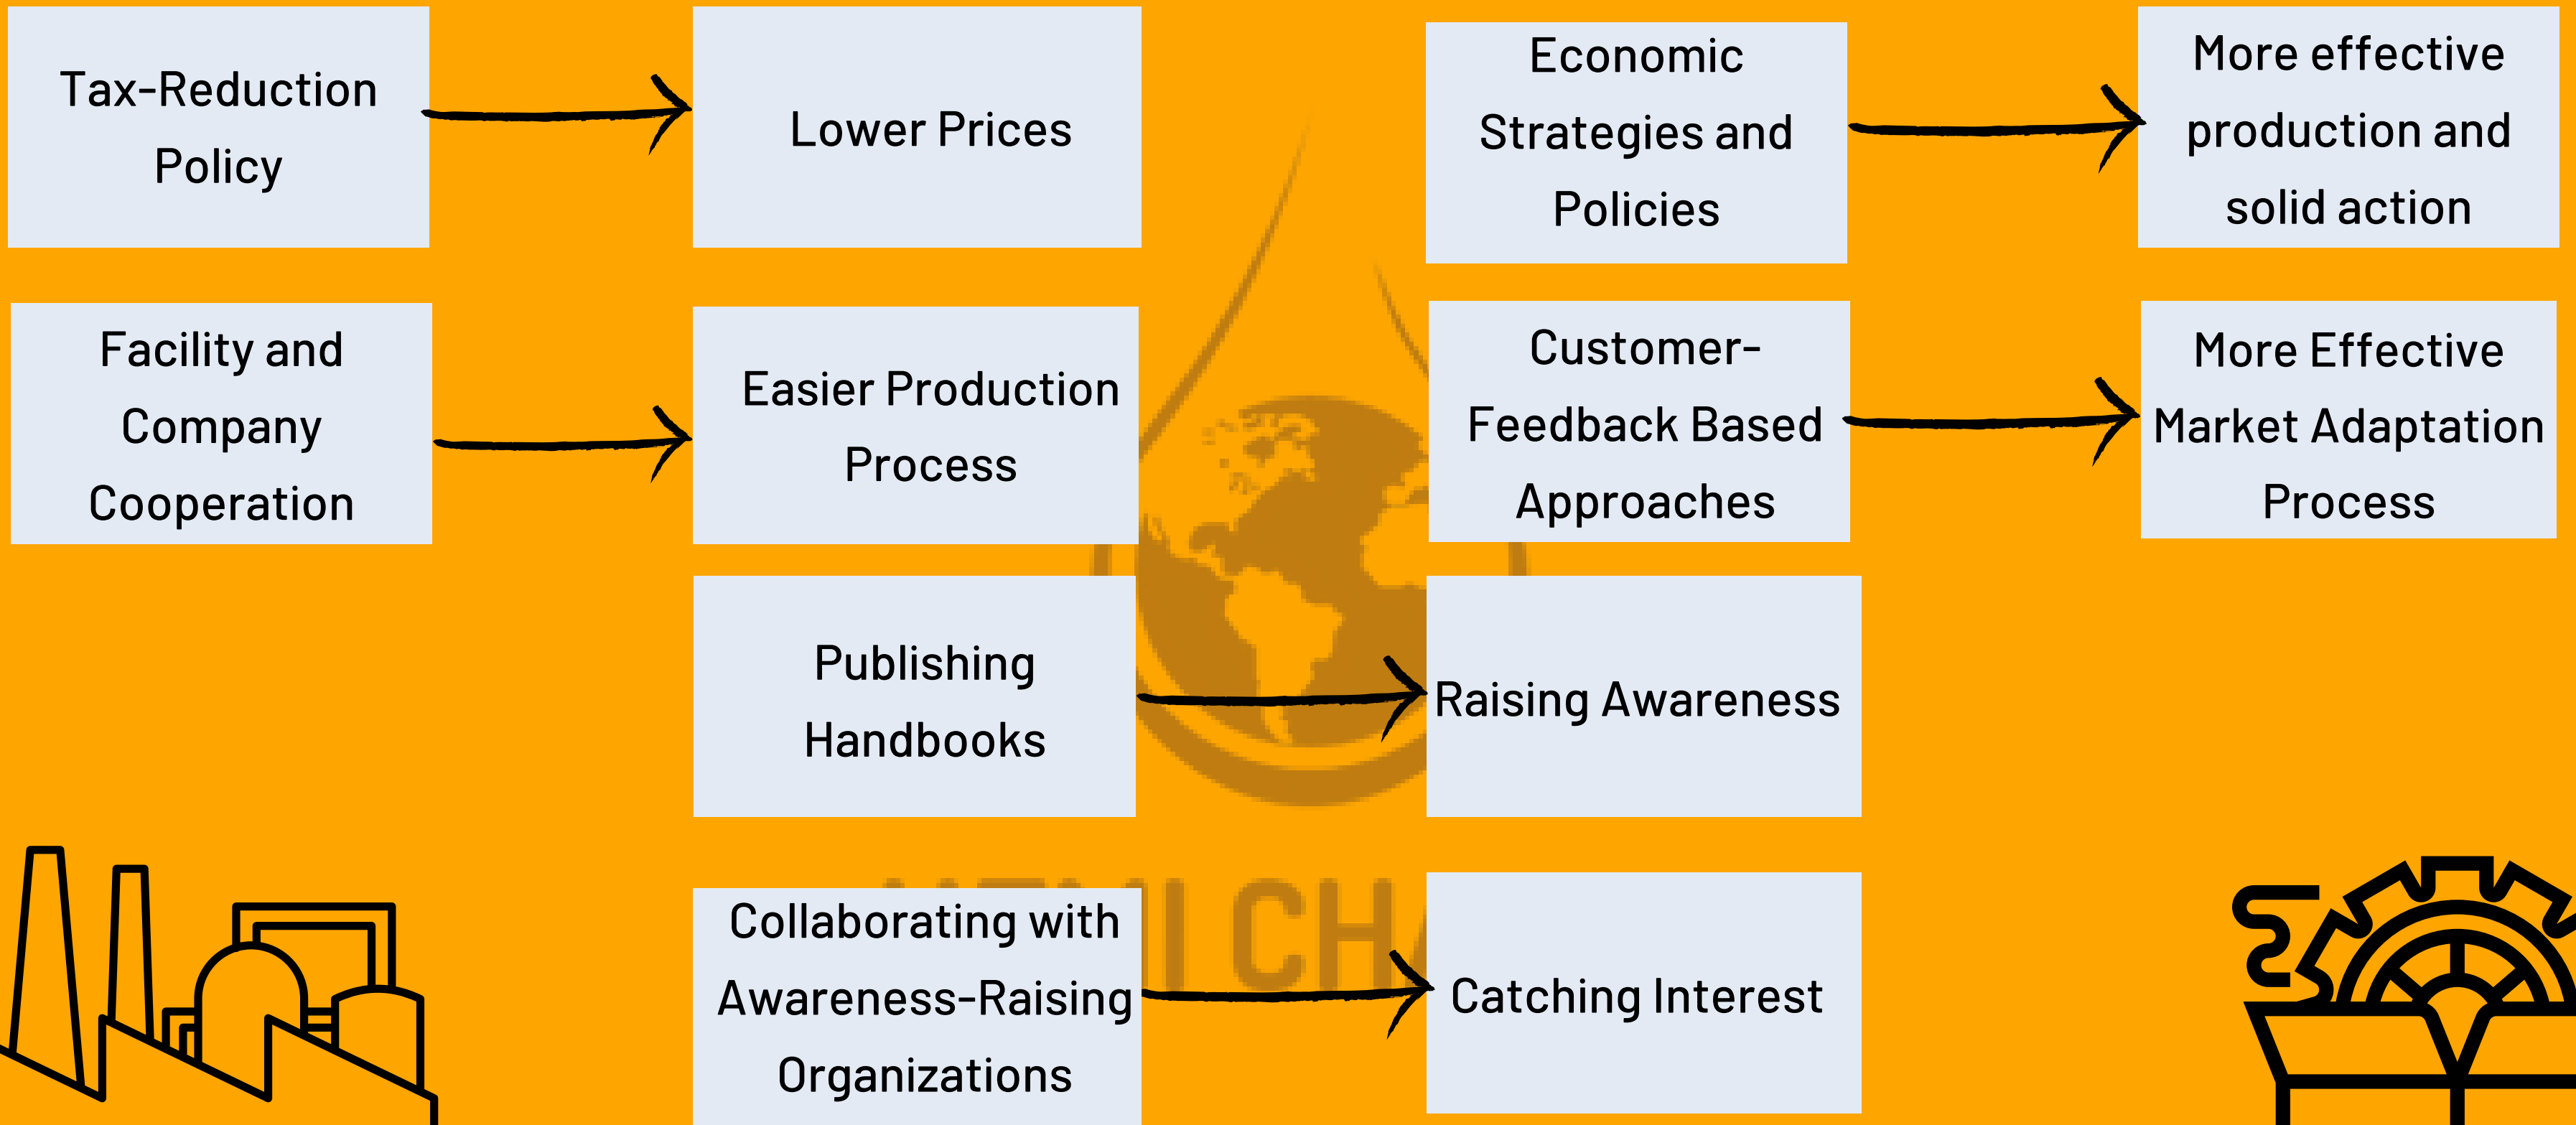 Tax-Reduction
Policy
Lower Prices
Economic
Strategies and
Policies
More effective
production and
solid action
Facility and
Company
Cooperation
Easier Production
Process
Customer-
Feedback Based
Approaches
More Effective
Market Adaptation
Process
Publishing
Handbooks
Raising Awareness
Collaborating with
Awareness-Raising
Organizations
Catching Interest